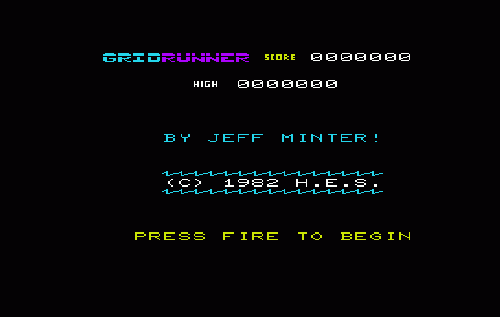 GRIDRUNNER SCORE 0000000
HIGH 0000000
BY JEFF MINTER!
(C) 1982 H.E.S.
PRESS FIRE TO BEGIN